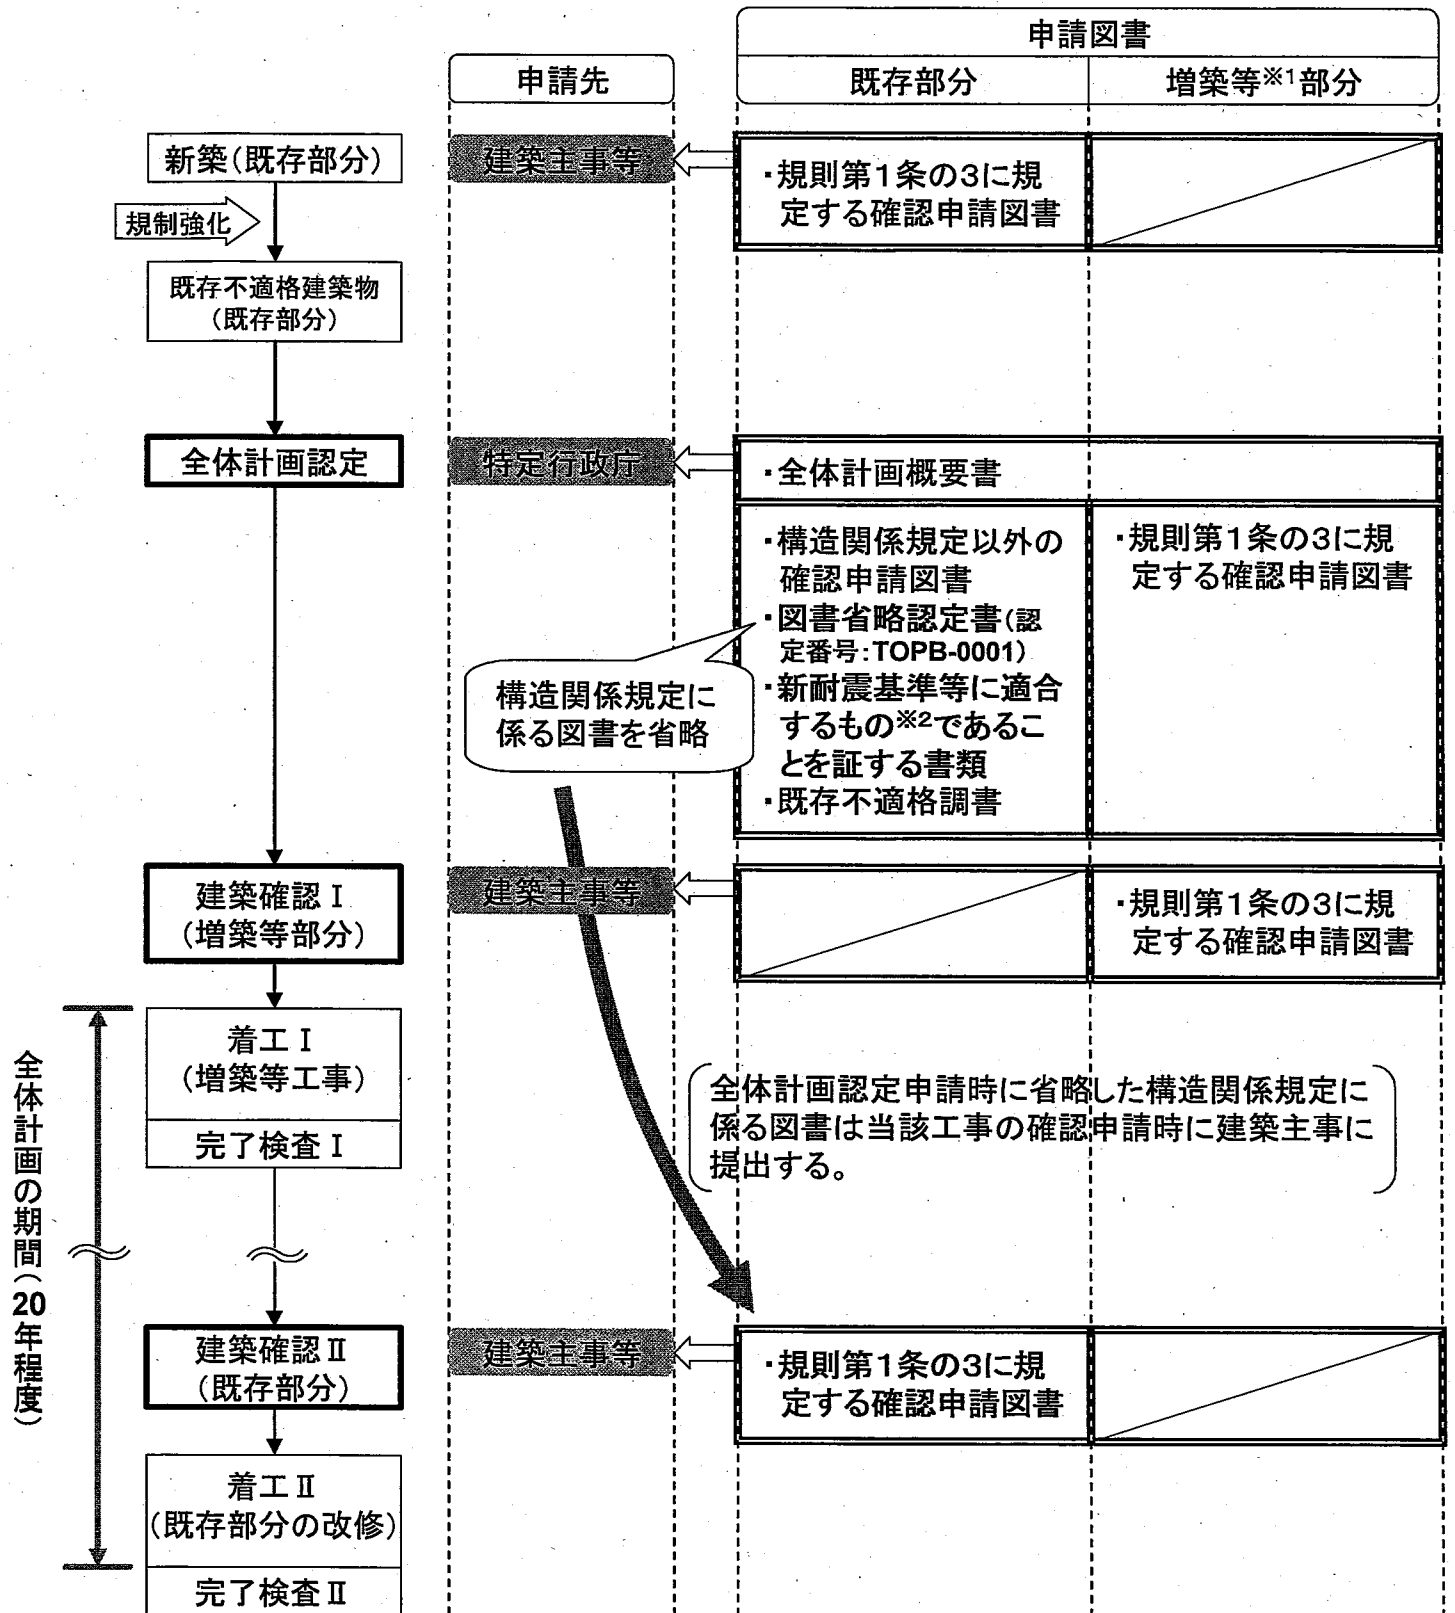 申請図書
申請先
既存部分
増築等※1部分
新築(既存部分)
建築主事等
・規則第1条の3に規
定する確認申請図書
規制強化
既存不適格建築物
(既存部分)
全体計画認定
特定行政庁
・全体計画概要書
・構造関係規定以外の
確認申請図書
・図書省略認定書(認
定番号:TOPB-0001)
・新耐震基準等に適合
するもの※2であるこ
とを証する書類
・既存不適格調書
・規則第1条の3に規
定する確認申請図書
構造関係規定に
係る図書を省略
建築確認Ⅰ
(増築等部分)
建築主事等
・規則第1条の3に規
定する確認申請図書
着工Ⅰ
(増築等工事)
完了検査Ⅰ
全体計画の期間(20年程度)
全体計画認定申請時に省略した構造関係規定に
係る図書は当該工事の確認申請時に建築主事に
提出する。
建築確認Ⅱ
(既存部分)
建築主事等
・規則第1条の3に規
定する確認申請図書
着工Ⅱ
(既存部分の改修)
完了検査Ⅱ